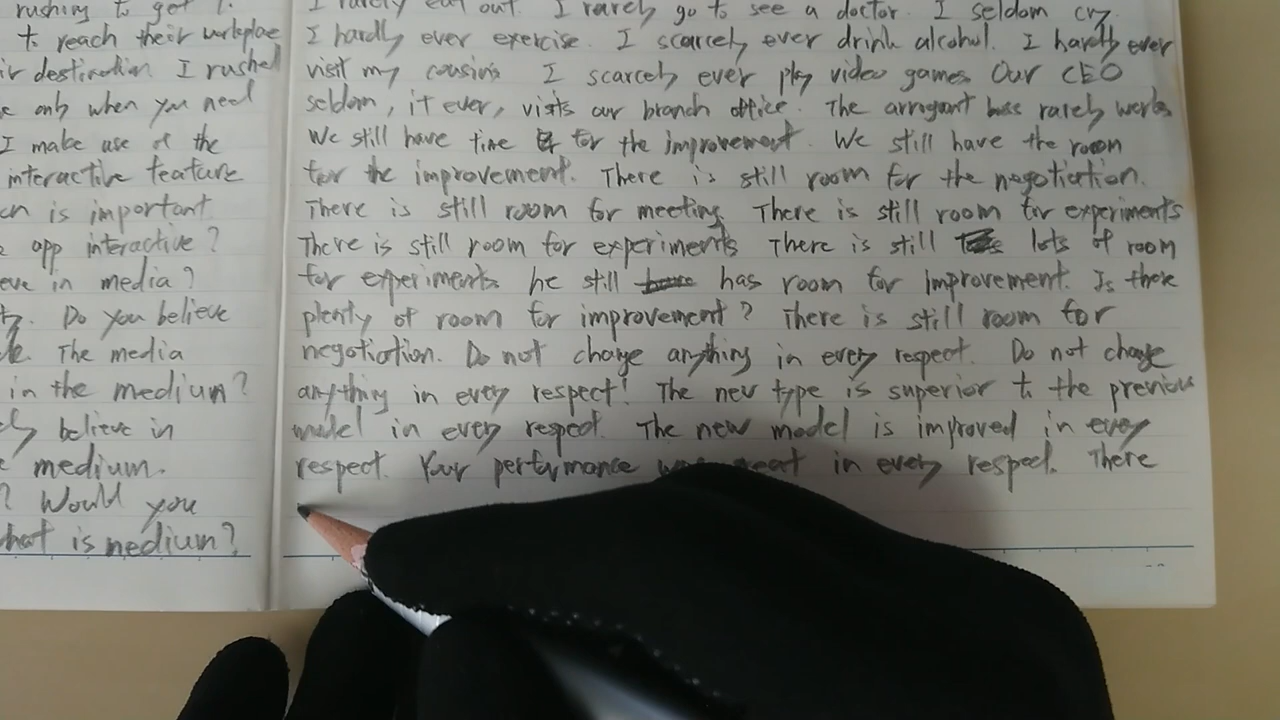 rushing to get
to reach their workplace
ir destination. I rushed
only when you need
I make use of the
interactive feature
is important
app interactive?
eve in media?
Do you believe
The media
in the medium?
believe in
medium.
? Would you
hat is medium?
I rarely eat out. I rarely go to see a doctor. I seldom cry
I hardly ever exercise. I scarcely ever drink alcohol. I hardly ever
visit my cousins I scarcely ever play video games. Our CEO
seldom, if ever, visits our branch office. The arrogant boss rarely works
We still have time for the improvement. We still have the room
for the improvement. There is still room for the negotiation.
There is still room for meeting. There is still room for experiments
There is still room for experiments There is still lots of room
for experiments. he still has room for improvement. Is there
plenty of room for improvement? There is still room for
negotiation. Do not change anything in every respect. Do not change
anything in every respect! The new type is superior to the previous
model in every respect. The new model is improved in every
respect. Your performance was great in every respect. There